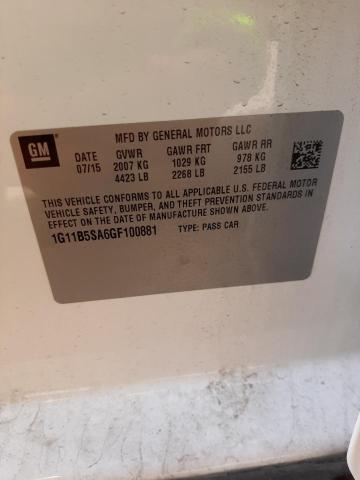 GM
MFD BY GENERAL MOTORS LLC
DATE GVWR GAWR FRT GAWR RR
07/15 2007 KG 1029 KG 978 KG
4423 LB 2268 LB 2155 LB
THIS VEHICLE CONFORMS TO ALL APPLICABLE U.S. FEDERAL MOTOR
VEHICLE SAFETY, BUMPER, AND THEFT PREVENTION STANDARDS IN
EFFECT ON THE DATE OF MANUFACTURE SHOWN ABOVE.
1G11B5SA6GF100881 TYPE: PASS CAR